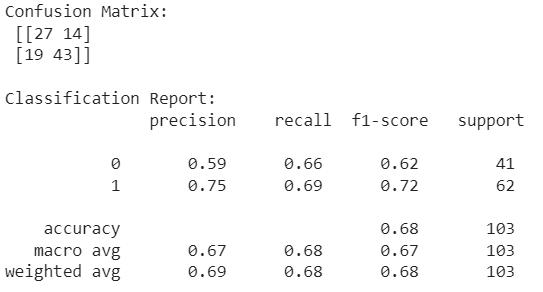 Confusion Matrix:
[[27 14]
[19 43]]
Classification Report:
precision recall f1-score support
0 0.59 0.66 0.62 41
1 0.75 0.69 0.72 62
accuracy 0.68 103
macro avg 0.67 0.68 0.67 103
weighted avg 0.69 0.68 0.68 103